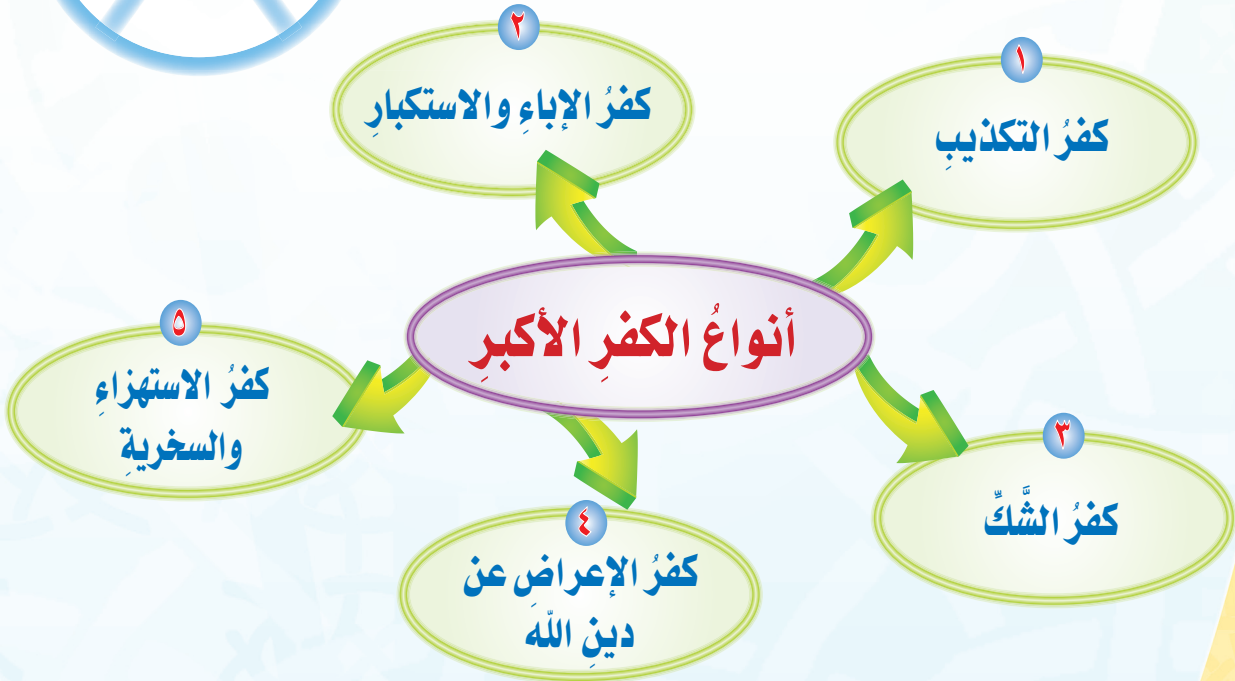 أنواعُ الكفرِ الأكبرِ
١
كفرُ التكذيبِ
٢
كفرُ الإباءِ والاستكبارِ
٣
كفرُ الشَّكِّ
٤
كفرُ الإعراضِ عن
دينِ اللّه
٥
كفرُ الاستهزاءِ
والسخريةِ